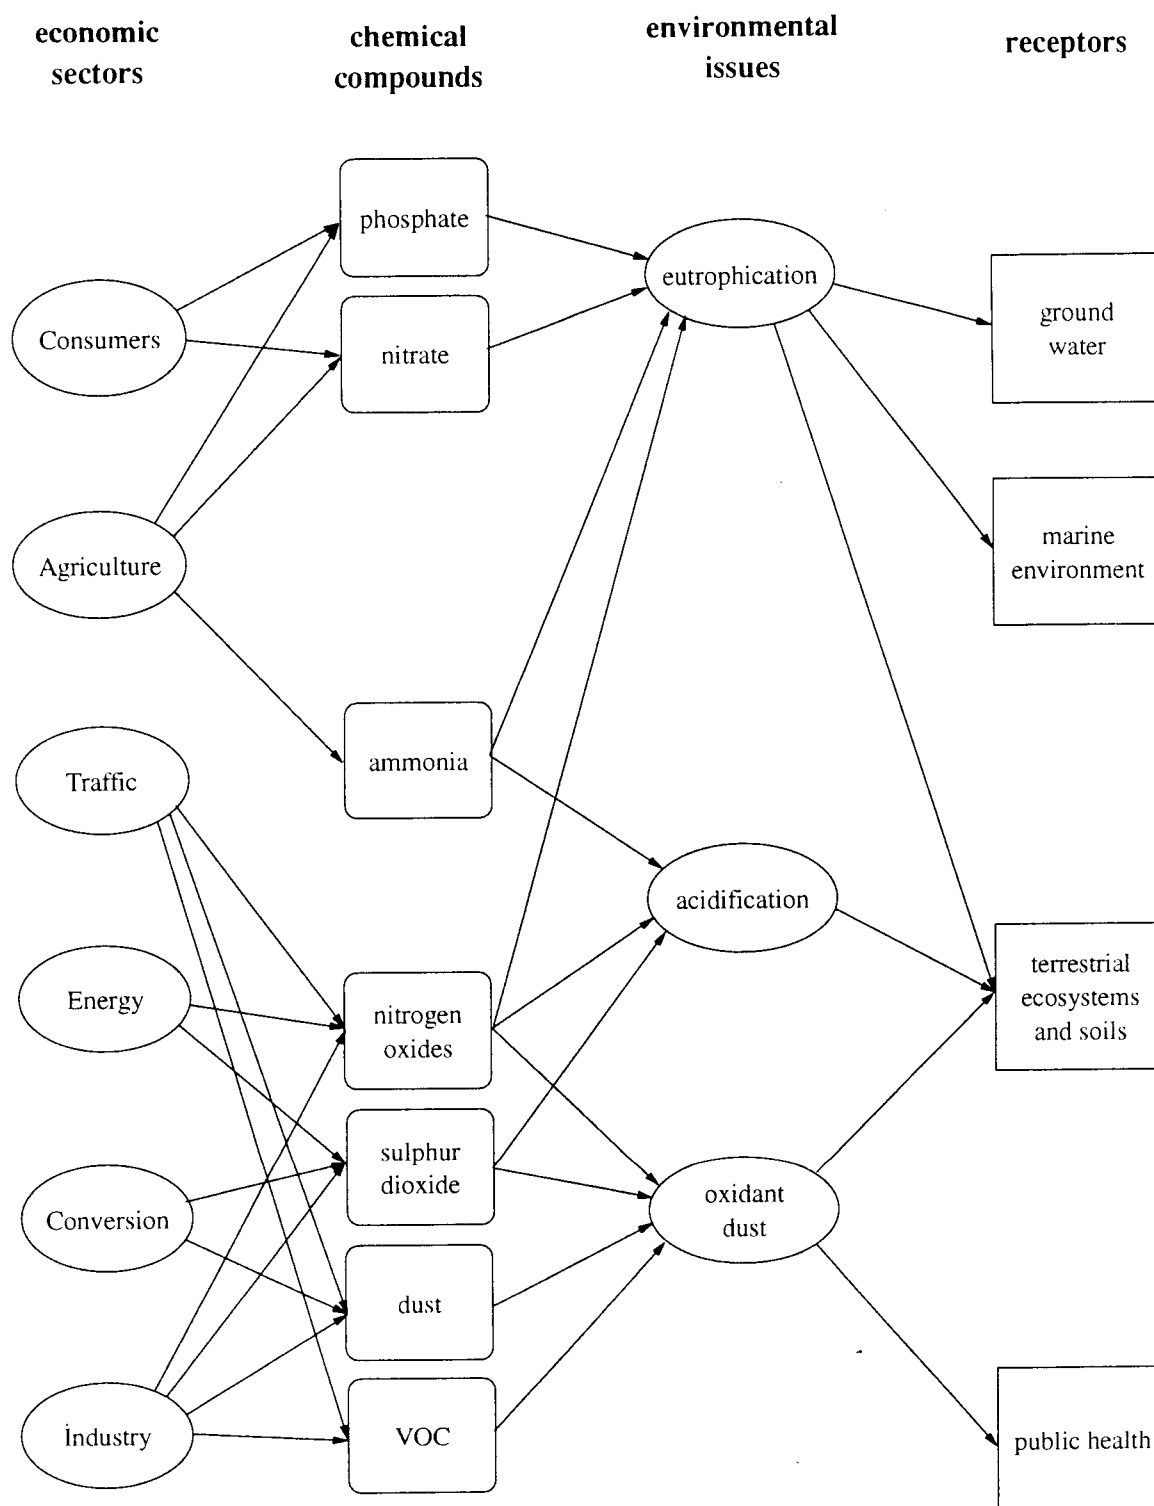 economic
sectors
chemical
compounds
environmental
issues
receptors
phosphate
eutrophication
ground
water
Consumers
nitrate
marine
environment
Agriculture
ammonia
Traffic
acidification
terrestrial
ecosystems
and soils
Energy
nitrogen
oxides
sulphur
dioxide
oxidant
dust
Conversion
dust
Industry
VOC
public health